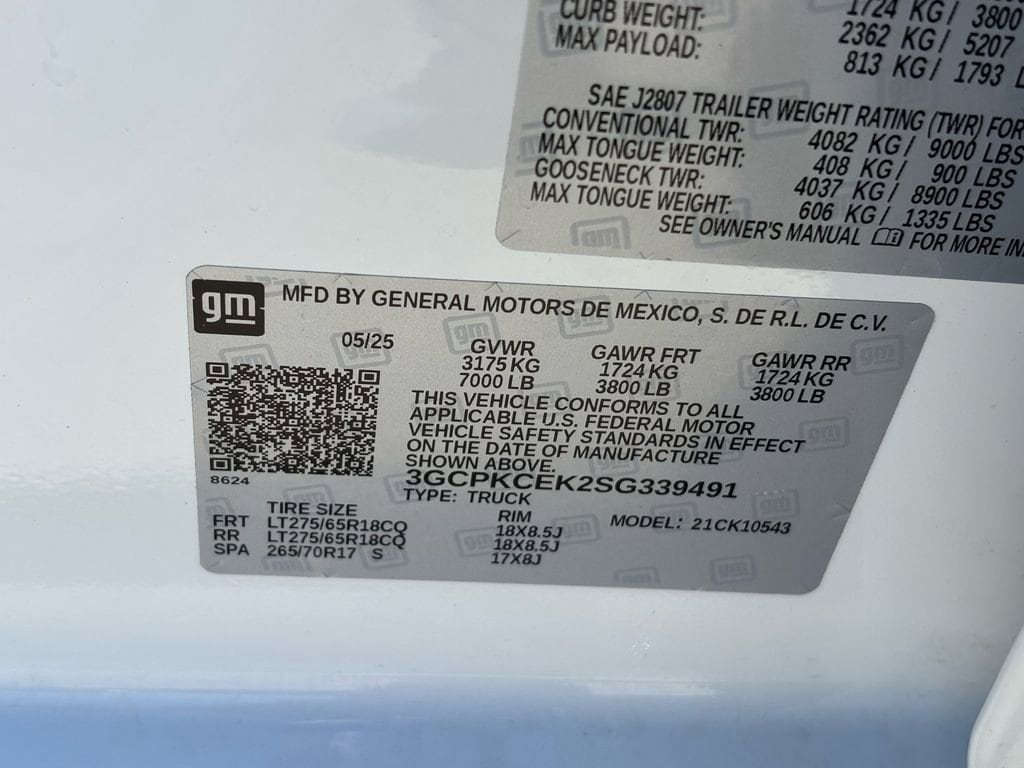 1724 KG/ 3800
CURB WEIGHT: 2362 KG/ 5207
MAX PAYLOAD: 813 KG/ 1793
SAE J2807 TRAILER WEIGHT RATING (TWR) FOR
CONVENTIONAL TWR: 4082 KG/ 9000 LBS
MAX TONGUE WEIGHT: 408 KG/ 900 LBS
GOOSENECK TWR: 4037 KG/ 8900 LBS
MAX TONGUE WEIGHT: 606 KG/ 1335 LBS
SEE OWNER'S MANUAL FOR MORE
gm MFD BY GENERAL MOTORS DE MEXICO, S. DE R.L. DE C.V.
05/25 GVWR GAWR FRT GAWR RR
3175 KG 1724 KG 1724 KG
7000 LB 3800 LB 3800 LB
THIS VEHICLE CONFORMS TO ALL
APPLICABLE U.S. FEDERAL MOTOR
VEHICLE SAFETY STANDARDS IN EFFECT
ON THE DATE OF MANUFACTURE
SHOWN ABOVE.
8624 3GCPKCEK2SG339491
TYPE: TRUCK
TIRE SIZE RIM MODEL: 21CK10543
FRT LT275/65R18CQ 18X8.5J
RR LT275/65R18CQ 18X8.5J
SPA 265/70R17 S 17X8J